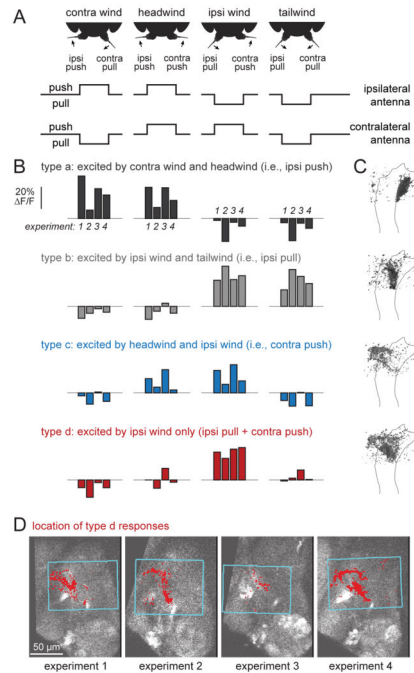 A
contra wind headwind ipsi wind tailwind
ipsi push contra pull ipsi push contra push ipsi pull contra push ipsi pull contra pull
push
pull
ipsilateral antenna
push
pull
contralateral antenna
B
C
type a: excited by contra wind and headwind (i.e., ipsi push)
20% ΔF/F
1 2 3 4
1 2 3 4
experiment: 1 2 3 4 1 2 3 4
type b: excited by ipsi wind and tailwind (i.e., ipsi pull)
type c: excited by headwind and ipsi wind (i.e., contra push)
type d: excited by ipsi wind only (ipsi pull + contra push)
D location of type d responses
50 µm
experiment 1 experiment 2 experiment 3 experiment 4